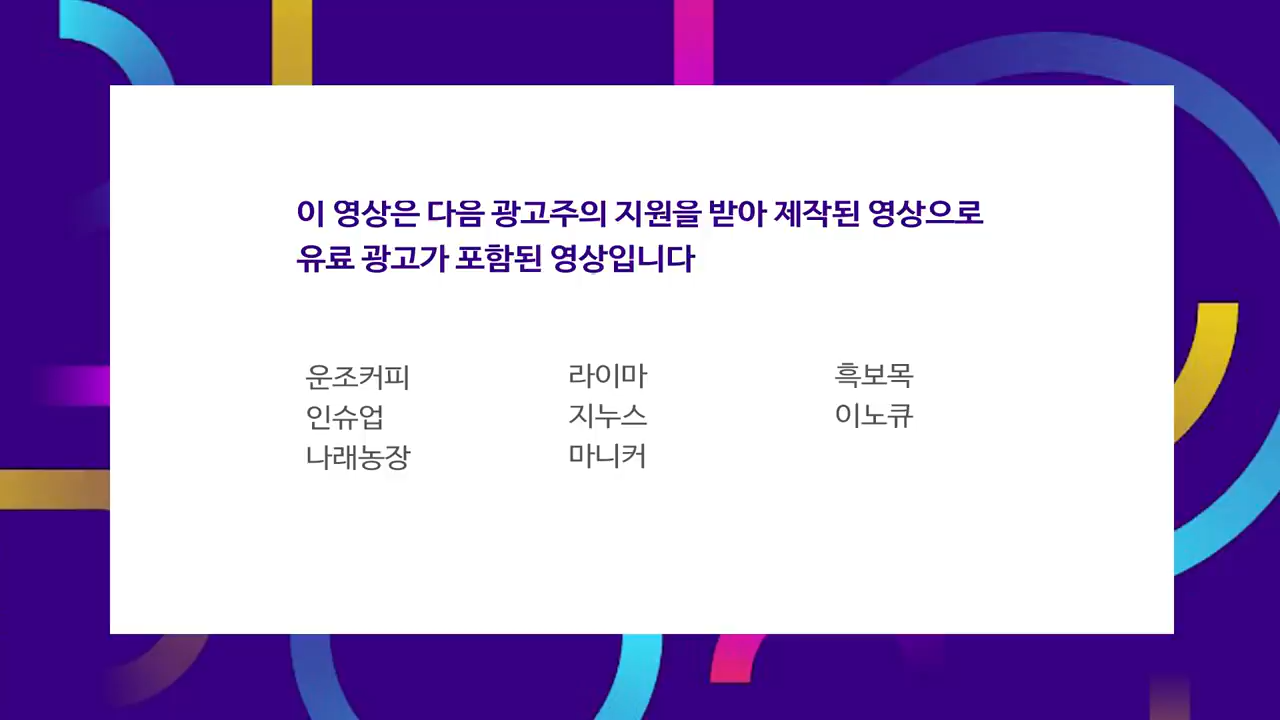 이 영상은 다음 광고주의 지원을 받아 제작된 영상으로
유료 광고가 포함된 영상입니다
운조커피
인슈업
나래농장
라이마
지누스
마니커
흑보목
이노큐